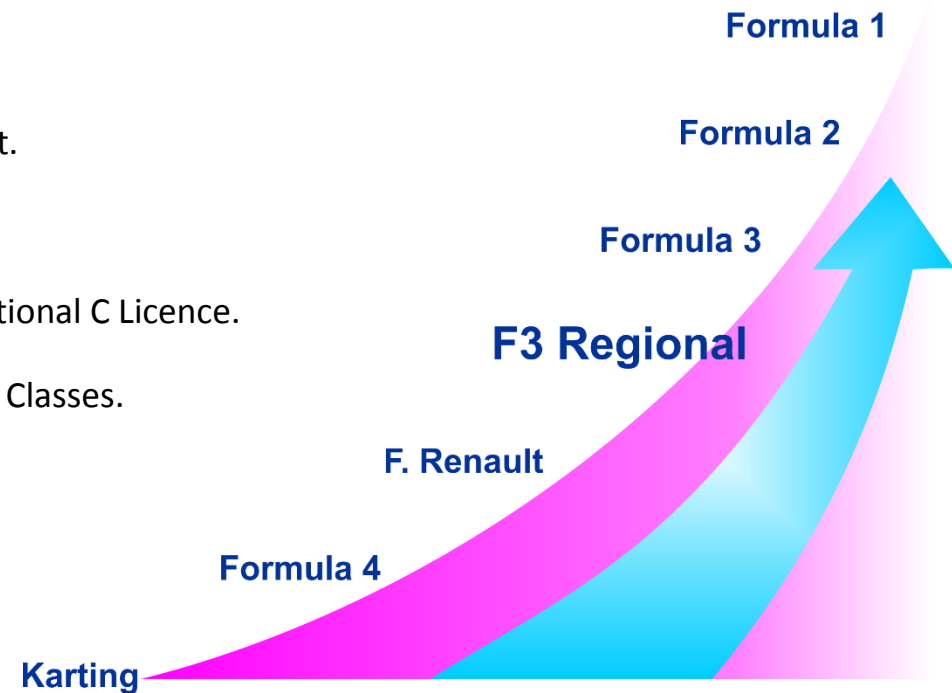 Formula 1
Formula 2
t.
Formula 3
tional C Licence.
F3 Regional
Classes.
F. Renault
Formula 4
Karting